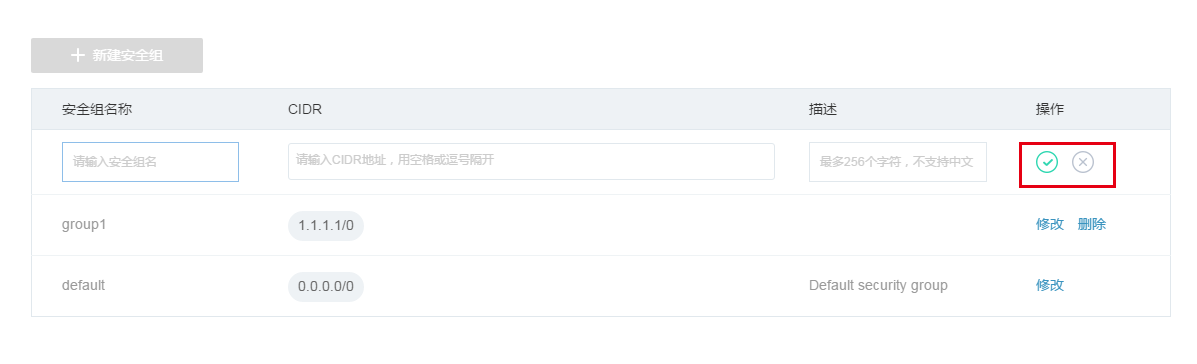 新建安全组
安全组名称 CIDR 描述 操作
请输入安全组名 请输入CIDR地址，用空格或逗号隔开 最多256个字符，不支持中文
group1 1.1.1.1/0 修改 删除
default 0.0.0.0/0 Default security group 修改